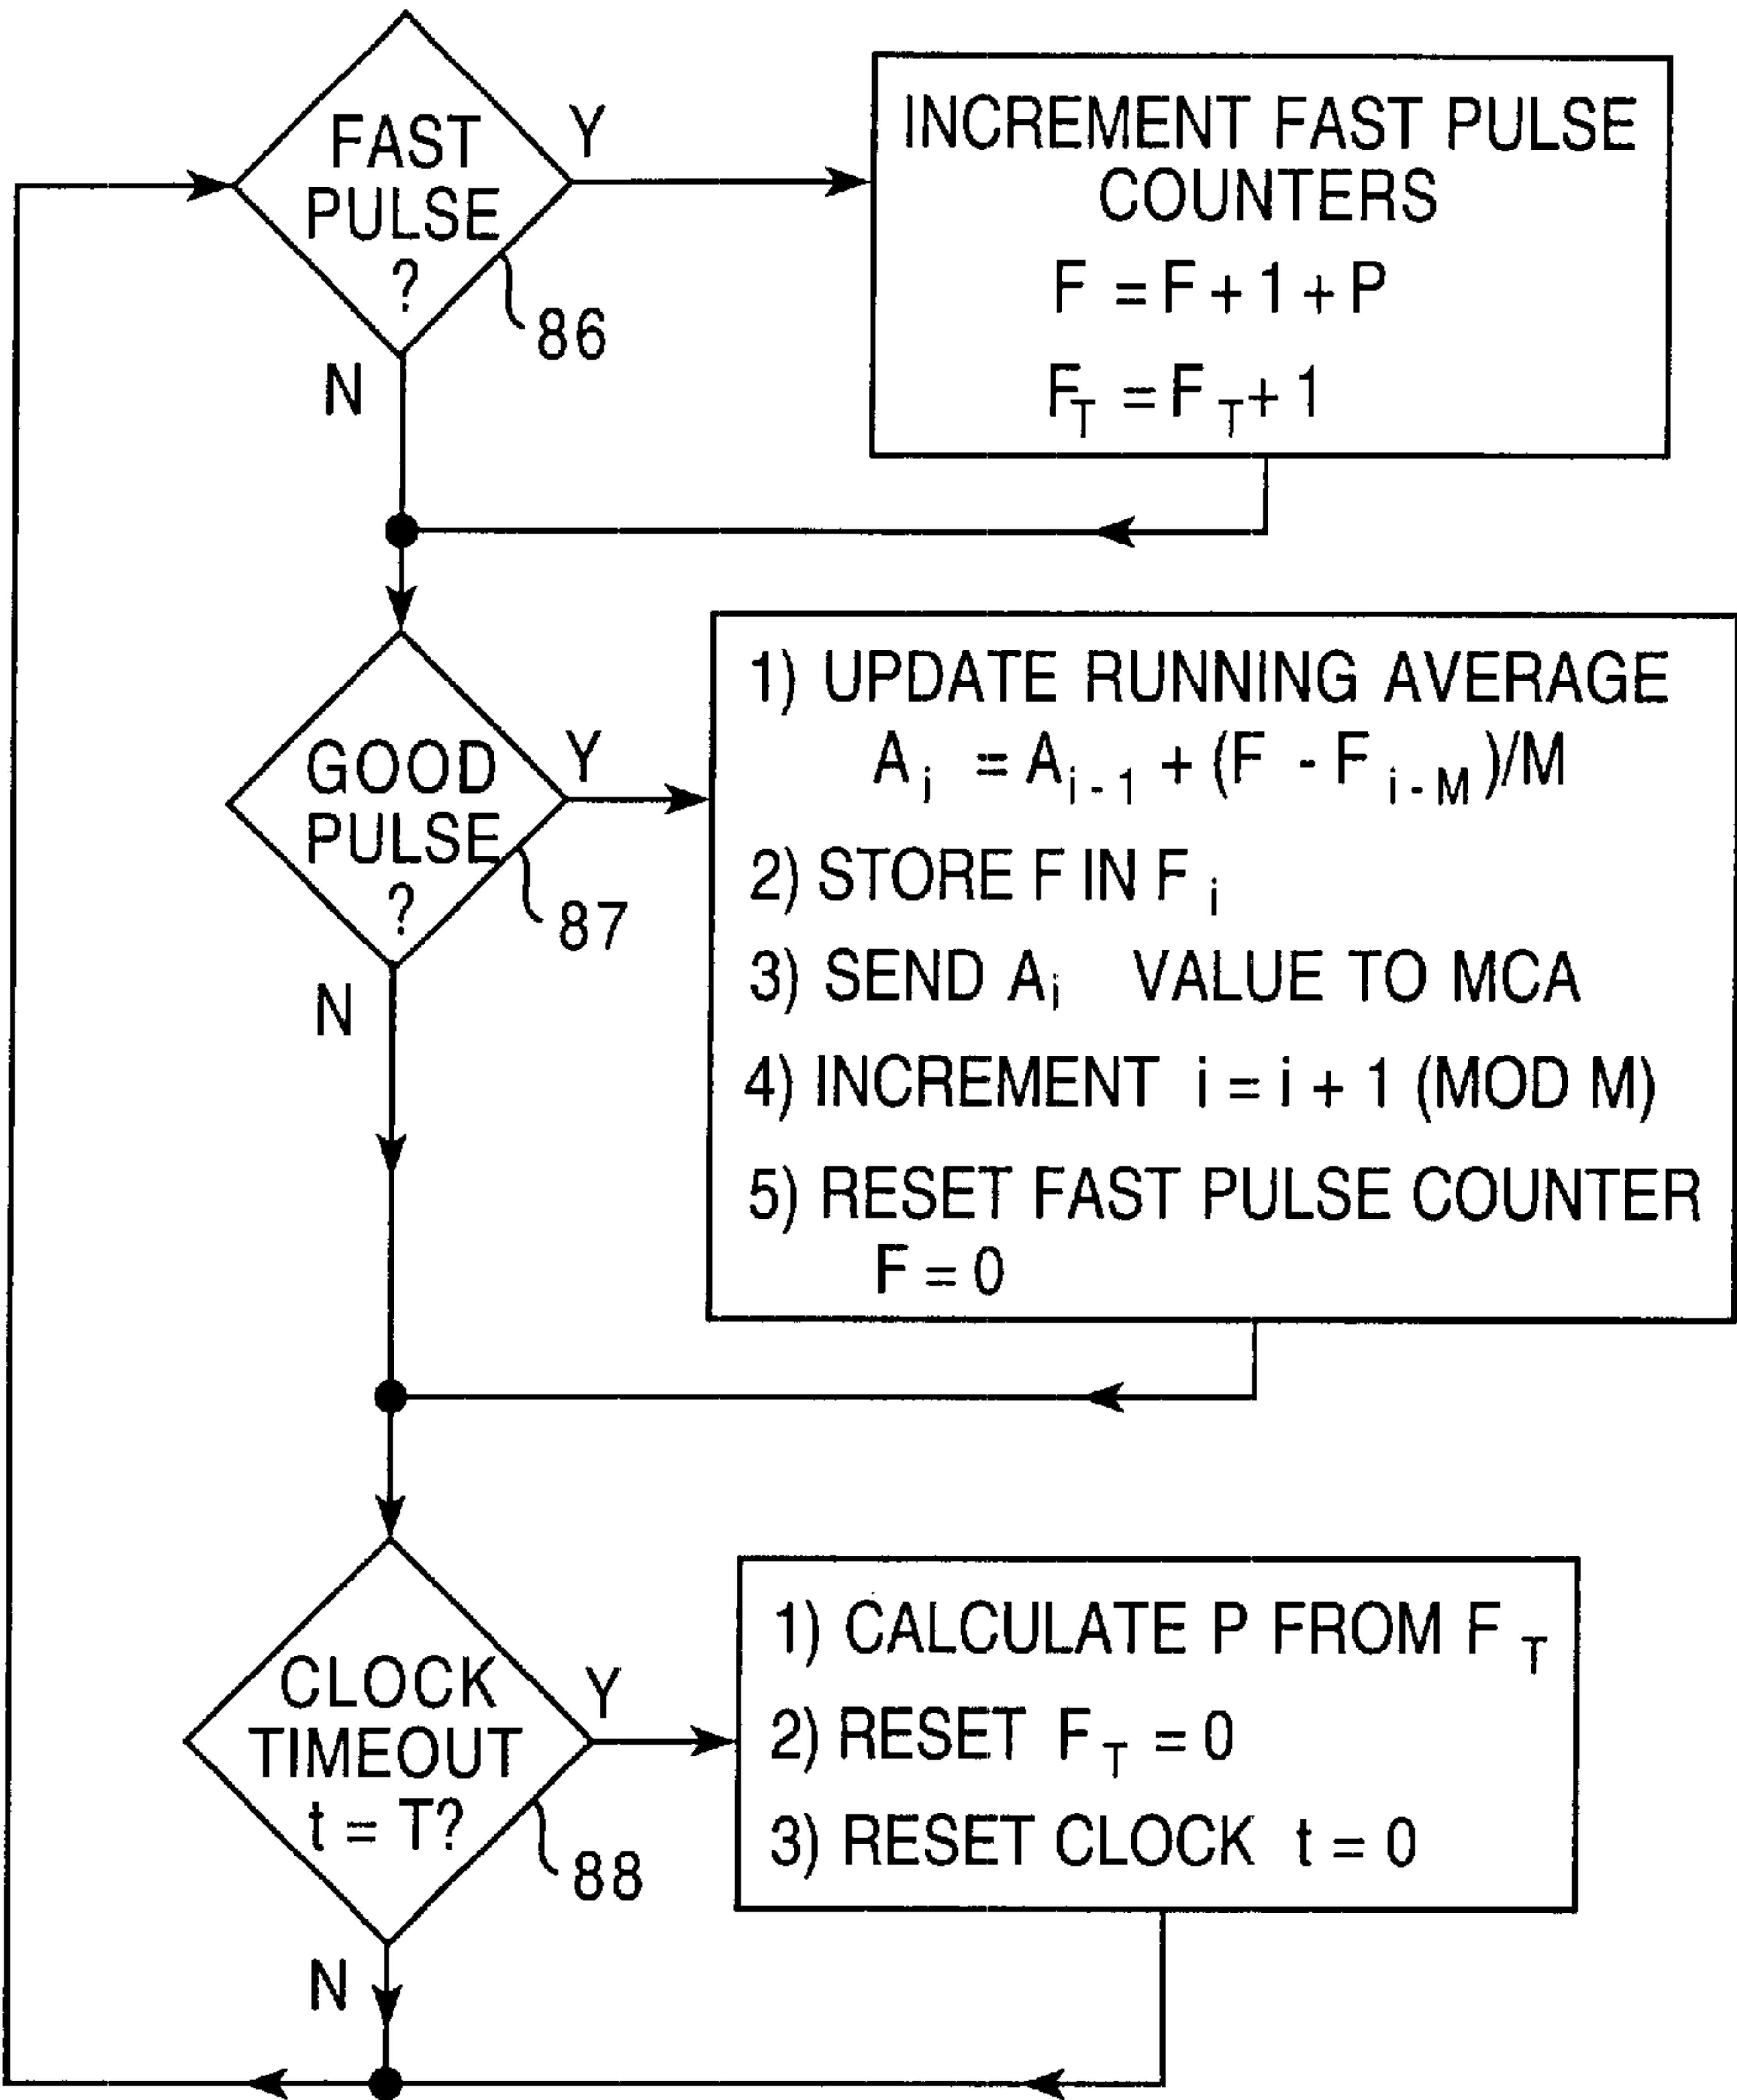 FAST
PULSE
?
Y
N
86
INCREMENT FAST PULSE
COUNTERS
F = F + 1 + P
F_T = F_T + 1
GOOD
PULSE
?
Y
N
87
1) UPDATE RUNNING AVERAGE
A_i = A_{i-1} + (F - F_{i-M})/M
2) STORE F IN F_i
3) SEND A_i VALUE TO MCA
4) INCREMENT i = i + 1 (MOD M)
5) RESET FAST PULSE COUNTER
F = 0
CLOCK
TIMEOUT
t = T?
Y
N
88
1) CALCULATE P FROM F_T
2) RESET F_T = 0
3) RESET CLOCK t = 0